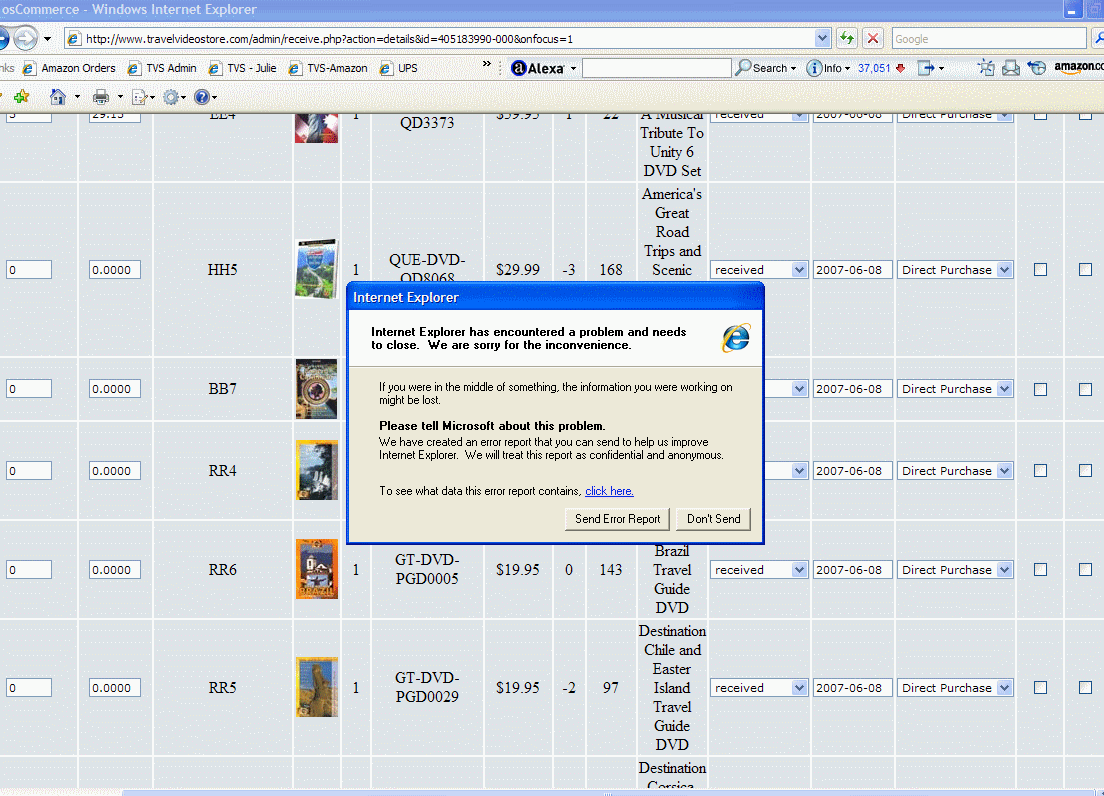 osCommerce - Windows Internet Explorer
http://www.travelvideostore.com/admin/receive.php?action=details&id=405183990-000&onfocus=1
Google
nks Amazon Orders TVS Admin TVS - Julie TVS-Amazon UPS » Alexa Search Info 37,051 amazon.co
29.15 EE4 1 QD3373 $39.95 1 22 A Musical received 2007-06-08 Direct Purchase
Tribute To
Unity 6
DVD Set
America's
Great
Road
Trips and
0 0.0000 HH5 1 QUE-DVD-QD8068 $29.99 -3 168 Scenic received 2007-06-08 Direct Purchase
Internet Explorer
Internet Explorer has encountered a problem and needs
to close. We are sorry for the inconvenience.
If you were in the middle of something, the information you were working on
might be lost.
Please tell Microsoft about this problem.
We have created an error report that you can send to help us improve
Internet Explorer. We will treat this report as confidential and anonymous.
To see what data this error report contains, click here.
Send Error Report Don't Send
0 0.0000 BB7 2007-06-08 Direct Purchase
0 0.0000 RR4 2007-06-08 Direct Purchase
Brazil
0 0.0000 RR6 BRAZIL 1 GT-DVD-PGD0005 $19.95 0 143 Travel received 2007-06-08 Direct Purchase
Guide
DVD
Destination
Chile and
Easter
0 0.0000 RR5 1 GT-DVD-PGD0029 $19.95 -2 97 Island received 2007-06-08 Direct Purchase
Travel
Guide
DVD
Destination
Corsica